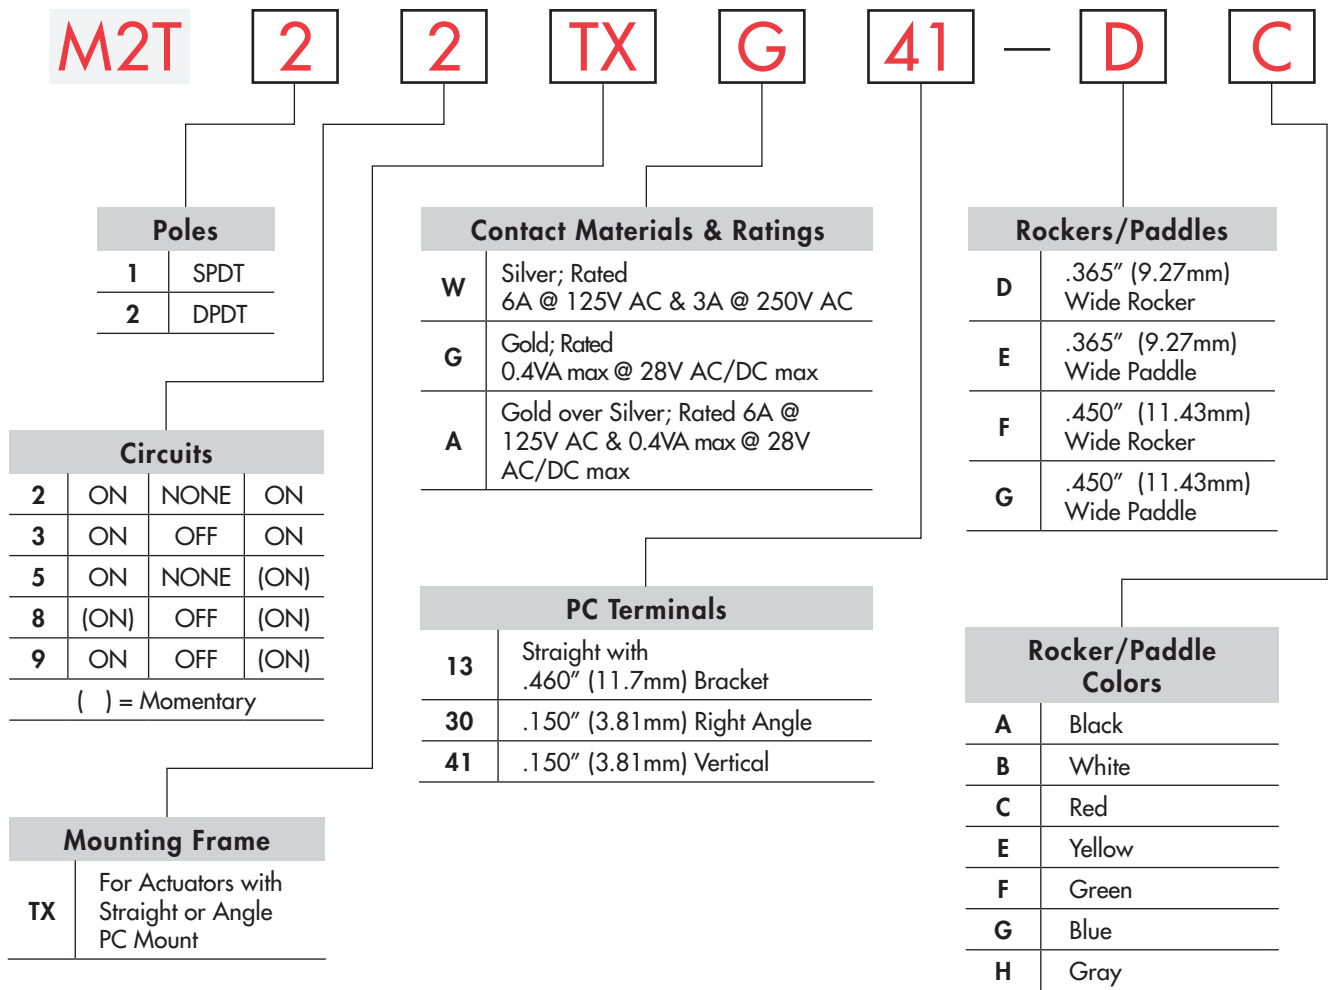 M2T 2 2 TX G 41 — D C
Poles
1 SPDT
2 DPDT
Circuits
2 ON NONE ON
3 ON OFF ON
5 ON NONE (ON)
8 (ON) OFF (ON)
9 ON OFF (ON)
( ) = Momentary
Mounting Frame
TX For Actuators with
Straight or Angle
PC Mount
Contact Materials & Ratings
W Silver; Rated
6A @ 125V AC & 3A @ 250V AC
G Gold; Rated
0.4VA max @ 28V AC/DC max
A Gold over Silver; Rated 6A @
125V AC & 0.4VA max @ 28V
AC/DC max
PC Terminals
13 Straight with
.460” (11.7mm) Bracket
30 .150” (3.81mm) Right Angle
41 .150” (3.81mm) Vertical
Rockers/Paddles
D .365” (9.27mm)
Wide Rocker
E .365” (9.27mm)
Wide Paddle
F .450” (11.43mm)
Wide Rocker
G .450” (11.43mm)
Wide Paddle
Rocker/Paddle
Colors
A Black
B White
C Red
E Yellow
F Green
G Blue
H Gray